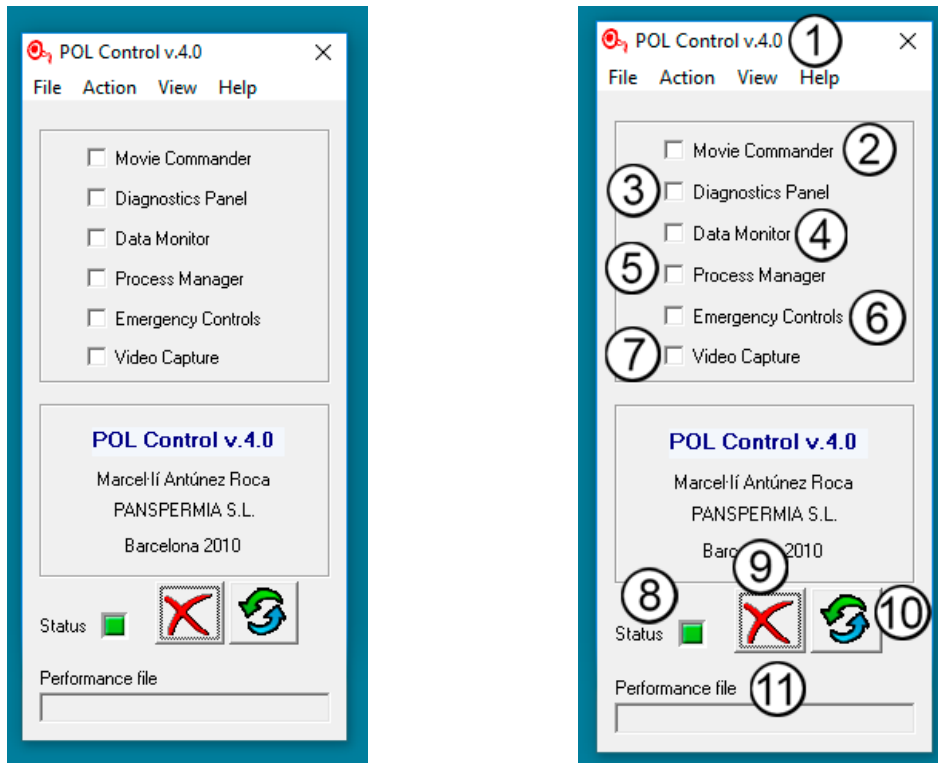 POL Control v.4.0
File Action View Help
Movie Commander
Diagnostics Panel
Data Monitor
Process Manager
Emergency Controls
Video Capture
POL Control v.4.0
Marcel·lí Antúnez Roca
PANSPERMIA S.L.
Barcelona 2010
Status
Performance file
POL Control v.4.0 1
File Action View Help
Movie Commander 2
3 Diagnostics Panel
Data Monitor 4
5 Process Manager
Emergency Controls 6
7 Video Capture
POL Control v.4.0
Marcel·lí Antúnez Roca
PANSPERMIA S.L.
2010
8 9 10
Status
Performance file 11